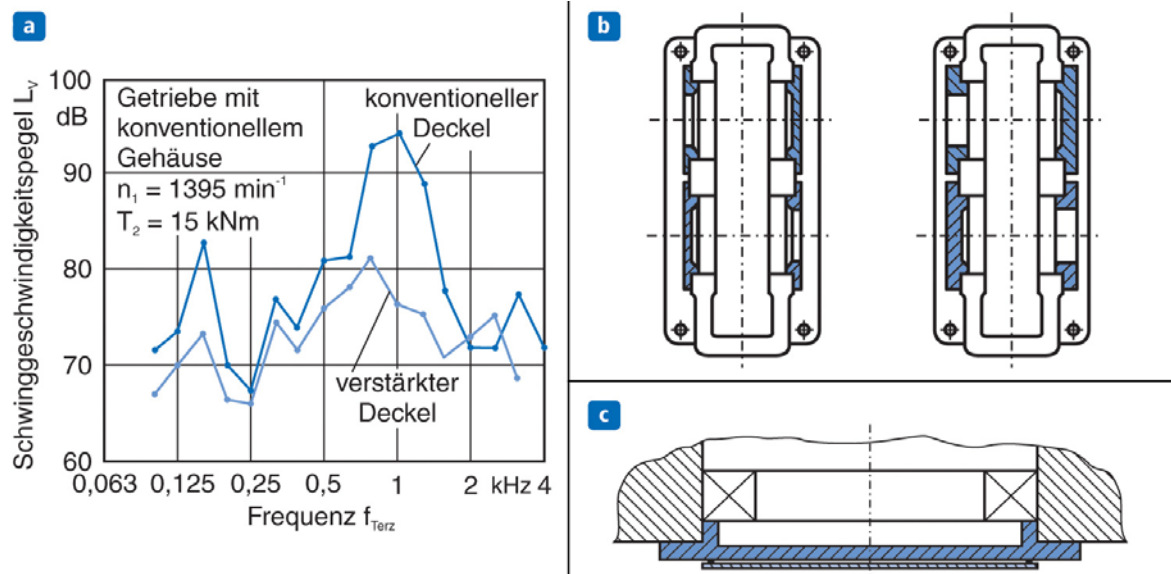 a
Schwinggeschwindigkeitspegel L_v
100
dB
90
80
70
60
Getriebe mit
konventionellem
Gehäuse
n₁ = 1395 min⁻¹
T₂ = 15 kNm
konventioneller
Deckel
verstärkter
Deckel
0,063 0,125 0,25 0,5 1 2 kHz 4
Frequenz f_Terz
b
c